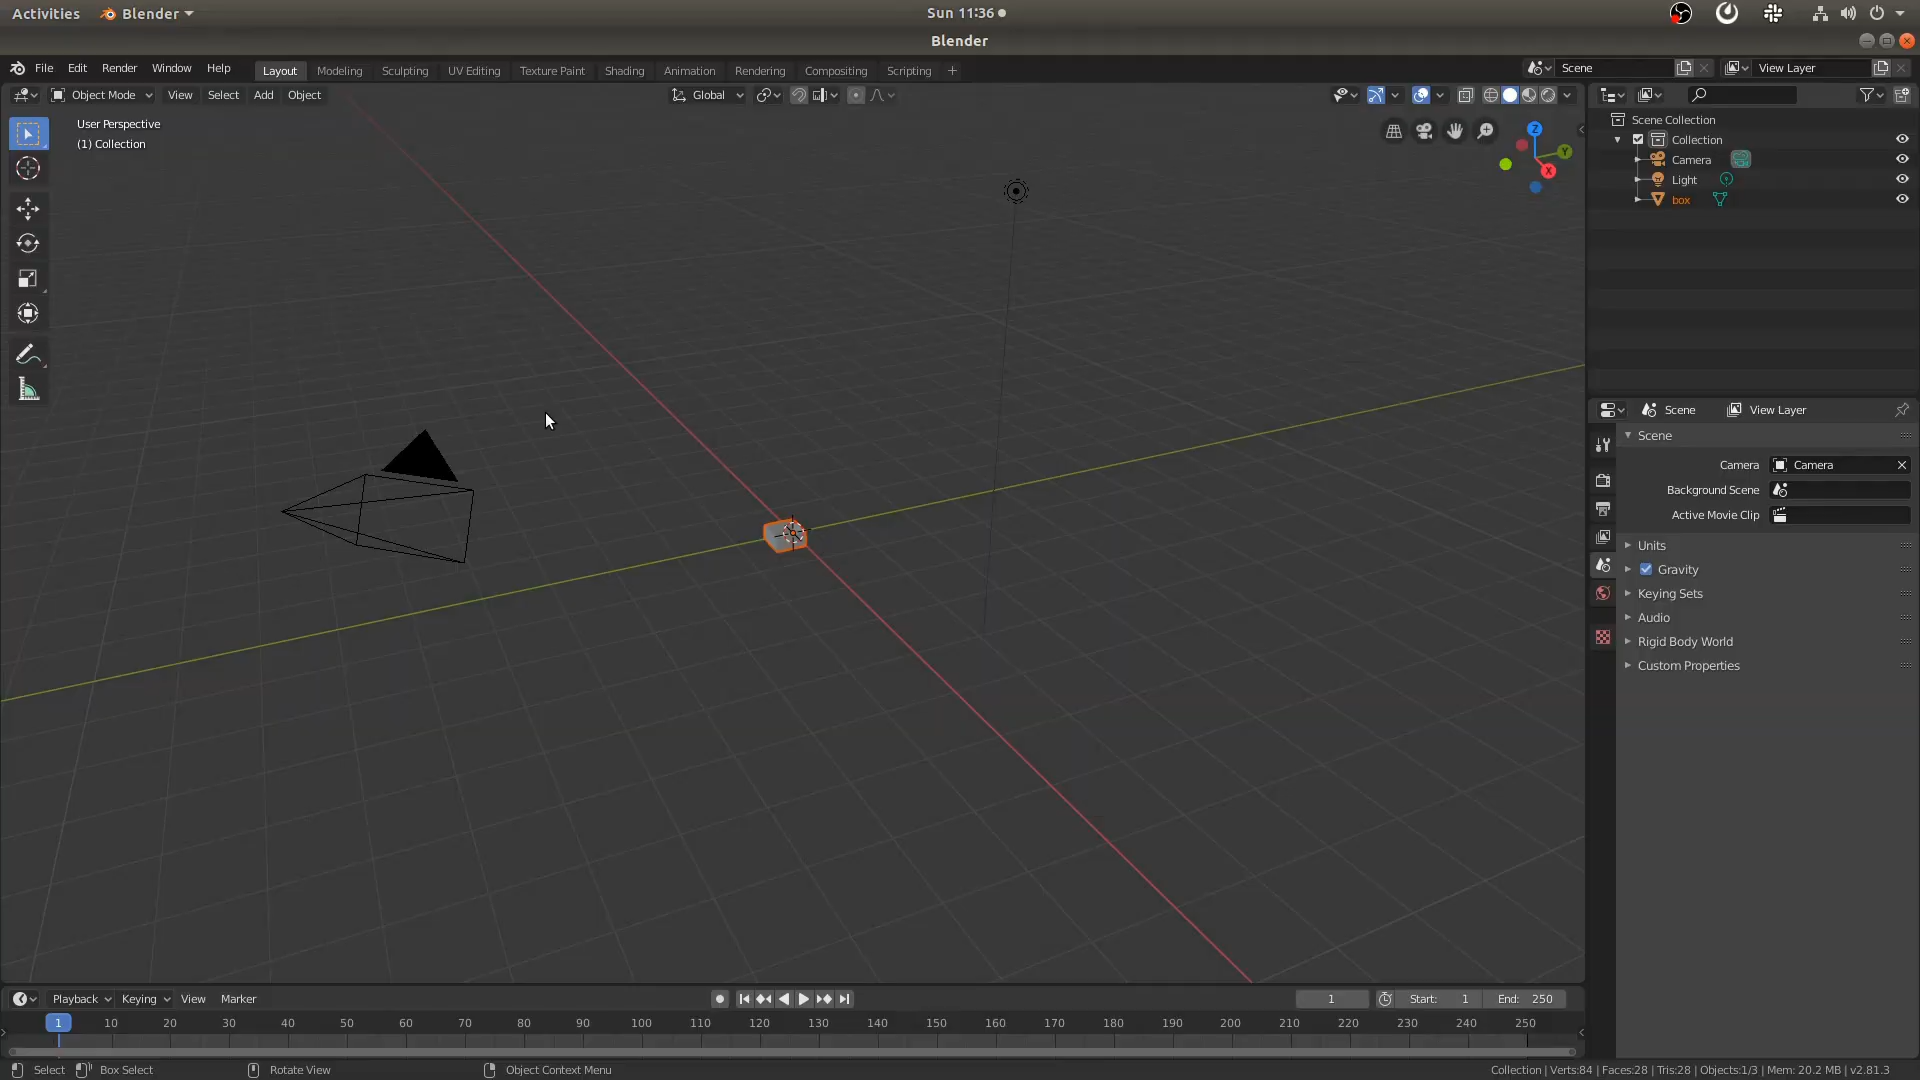 Activities Blender Sun 11:36
Blender
File Edit Render Window Help Layout Modeling Sculpting UV Editing Texture Paint Shading Animation Rendering Compositing Scripting + Scene View Layer
Object Mode View Select Add Object Global
User Perspective
(1) Collection
Z
Y
X
Scene Collection
Collection
Camera
Light
box
Scene View Layer
Scene
Camera Camera
Background Scene
Active Movie Clip
Units
Gravity
Keying Sets
Audio
Rigid Body World
Custom Properties
Playback Keying View Marker 1 Start: 1 End: 250
1 10 20 30 40 50 60 70 80 90 100 110 120 130 140 150 160 170 180 190 200 210 220 230 240 250
Select Box Select Rotate View Object Context Menu Collection | Verts:84 | Faces:28 | Tris:28 | Objects:1/3 | Mem: 20.2 MB | v2.81.3